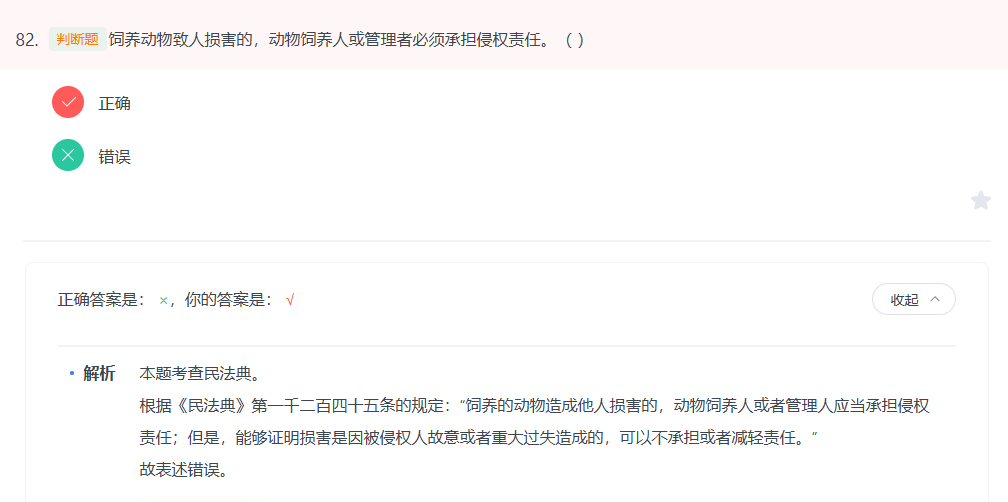 82. 判断题 饲养动物致人损害的，动物饲养人或管理者必须承担侵权责任。（ ）
正确
错误
正确答案是： ×，你的答案是： √
收起
• 解析 本题考查民法典。
根据《民法典》第一千二百四十五条的规定：“饲养的动物造成他人损害的，动物饲养人或者管理人应当承担侵权
责任；但是，能够证明损害是因被侵权人故意或者重大过失造成的，可以不承担或者减轻责任。”
故表述错误。